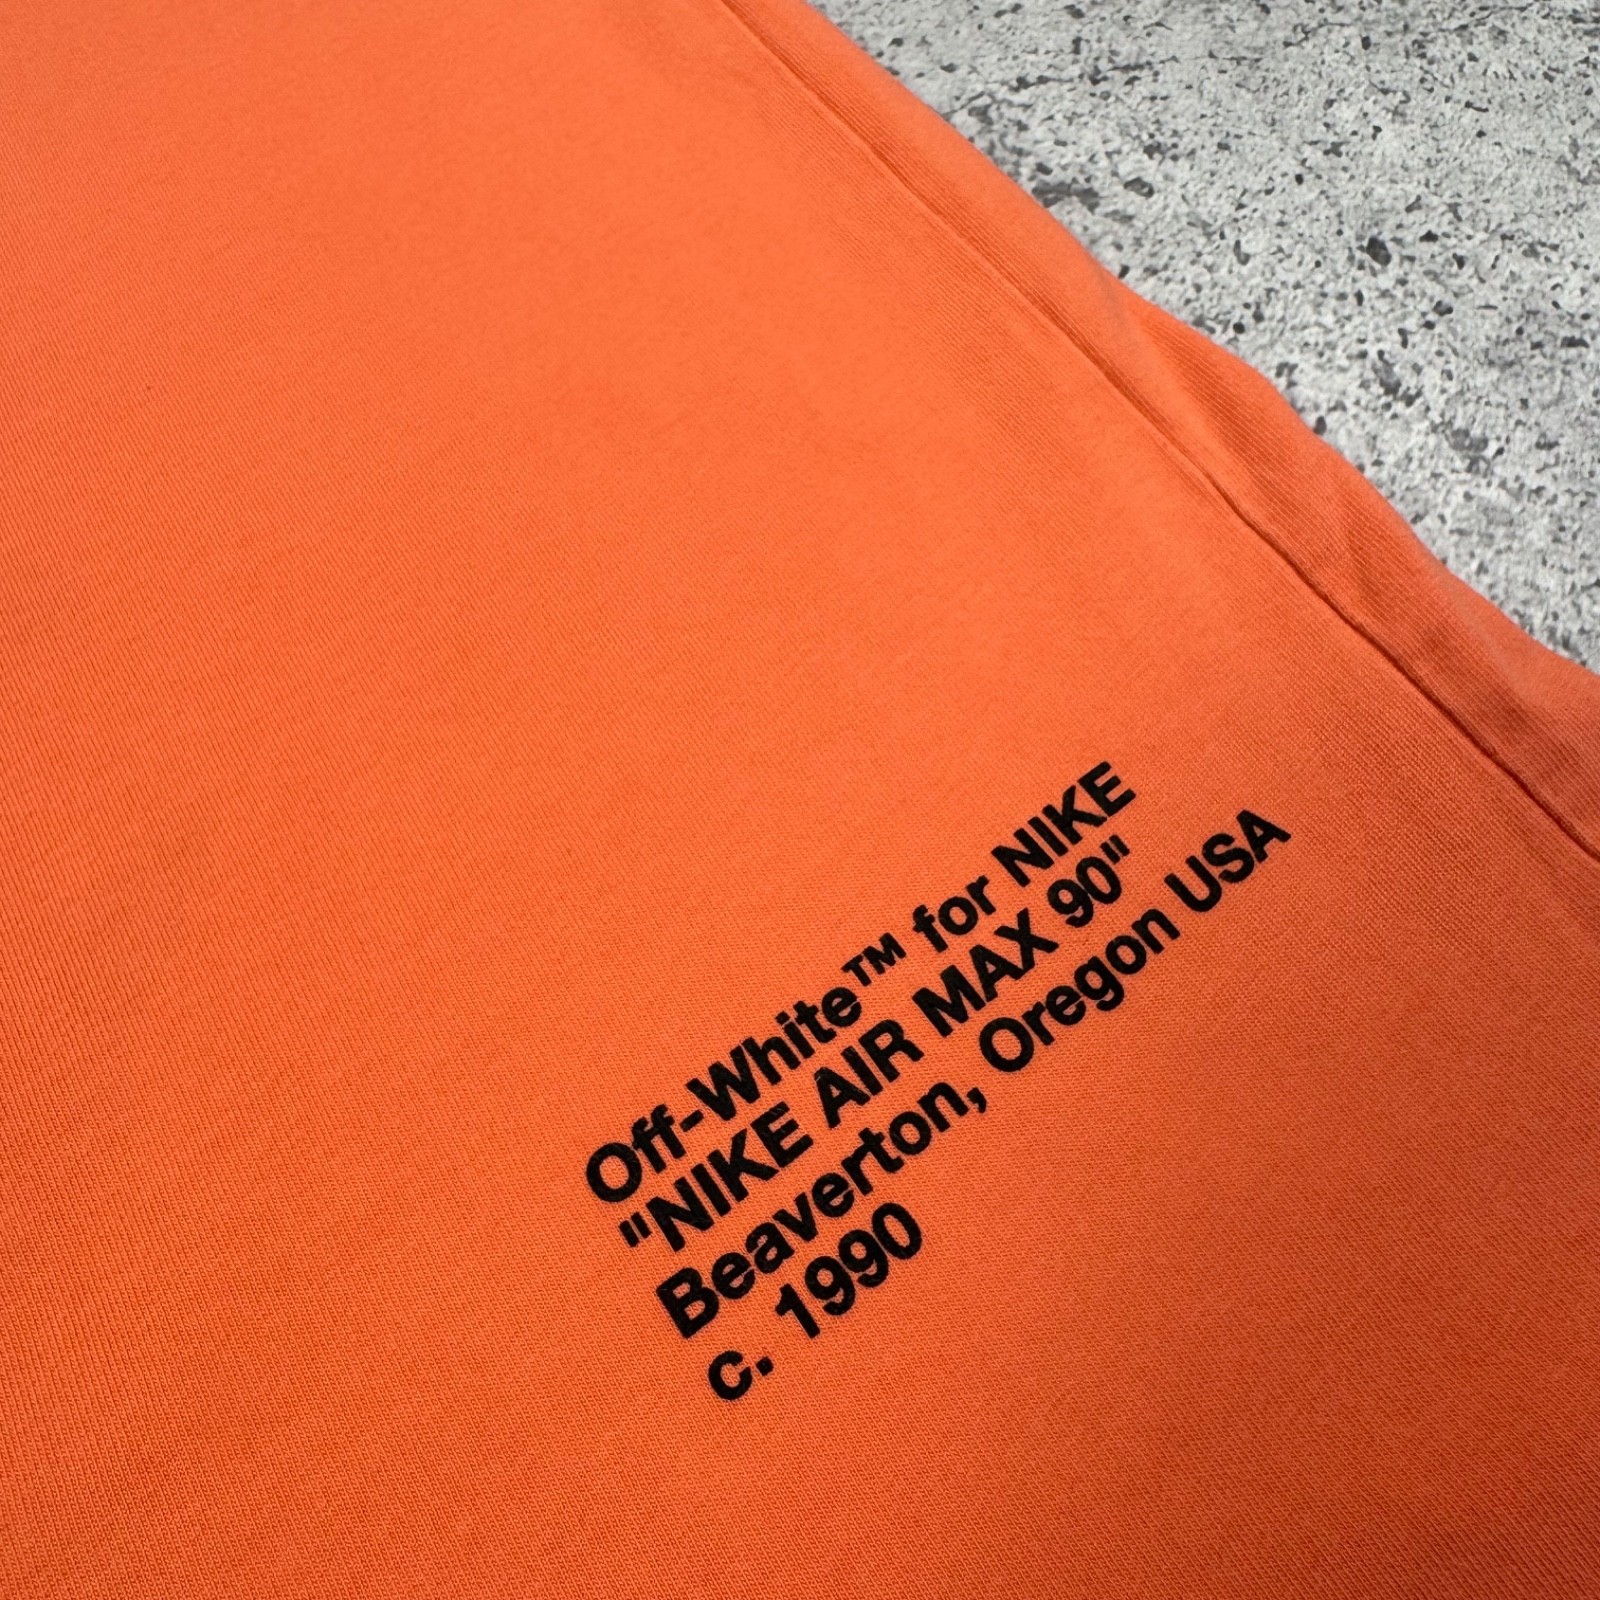 Off-White™ for NIKE
"NIKE AIR MAX 90"
Beaverton, Oregon USA
c. 1990